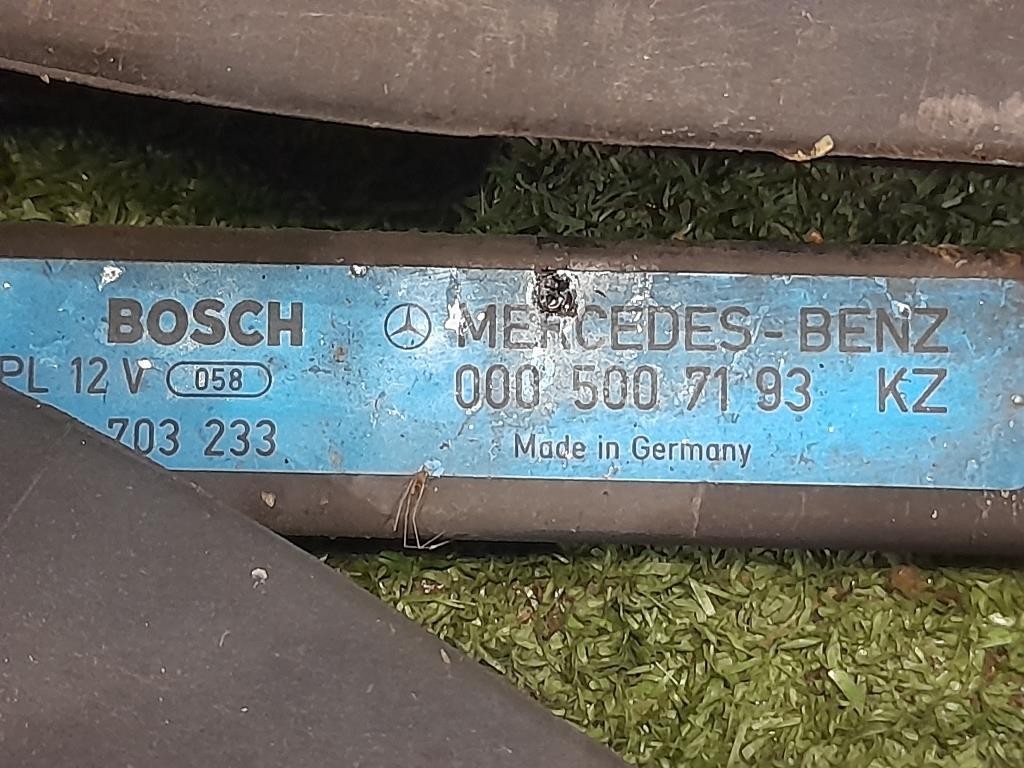 BOSCH MERCEDES-BENZ
PL 12 V 058 000 500 71 93 KZ
703 233 Made in Germany